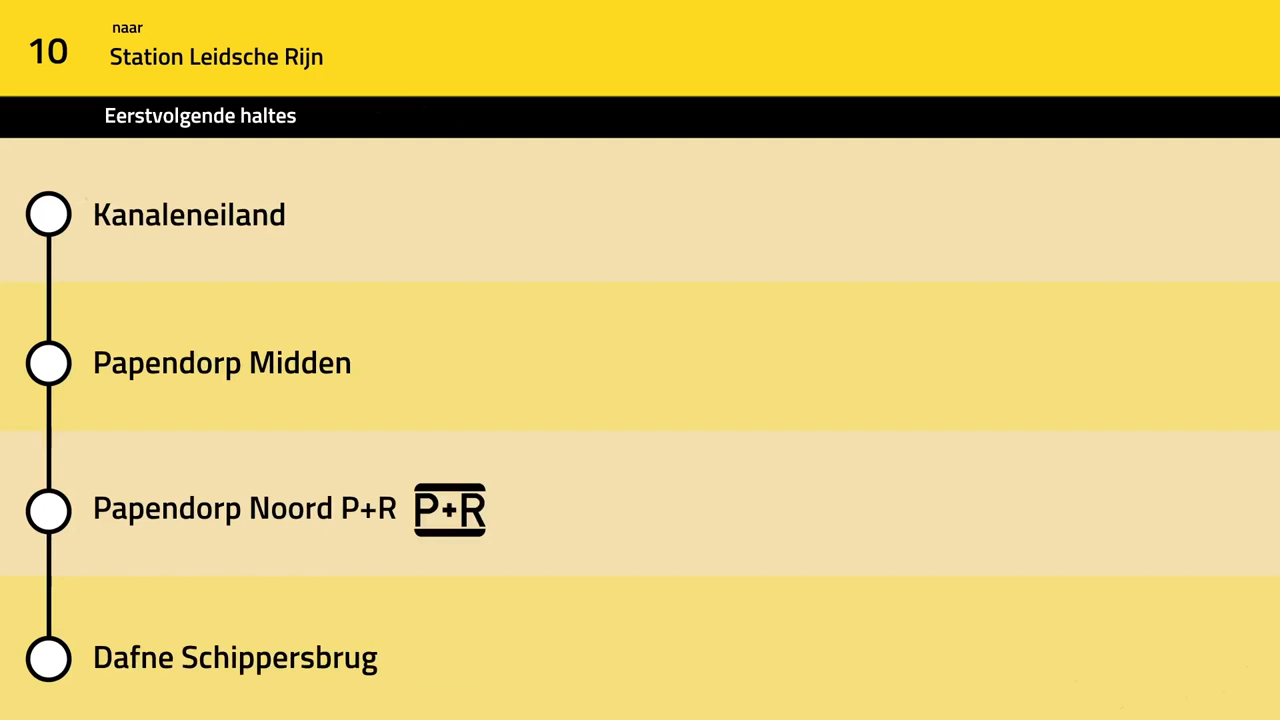 10
naar
Station Leidsche Rijn
Eerstvolgende haltes
Kanaleneiland
Papendorp Midden
Papendorp Noord P+R P+R
Dafne Schippersbrug